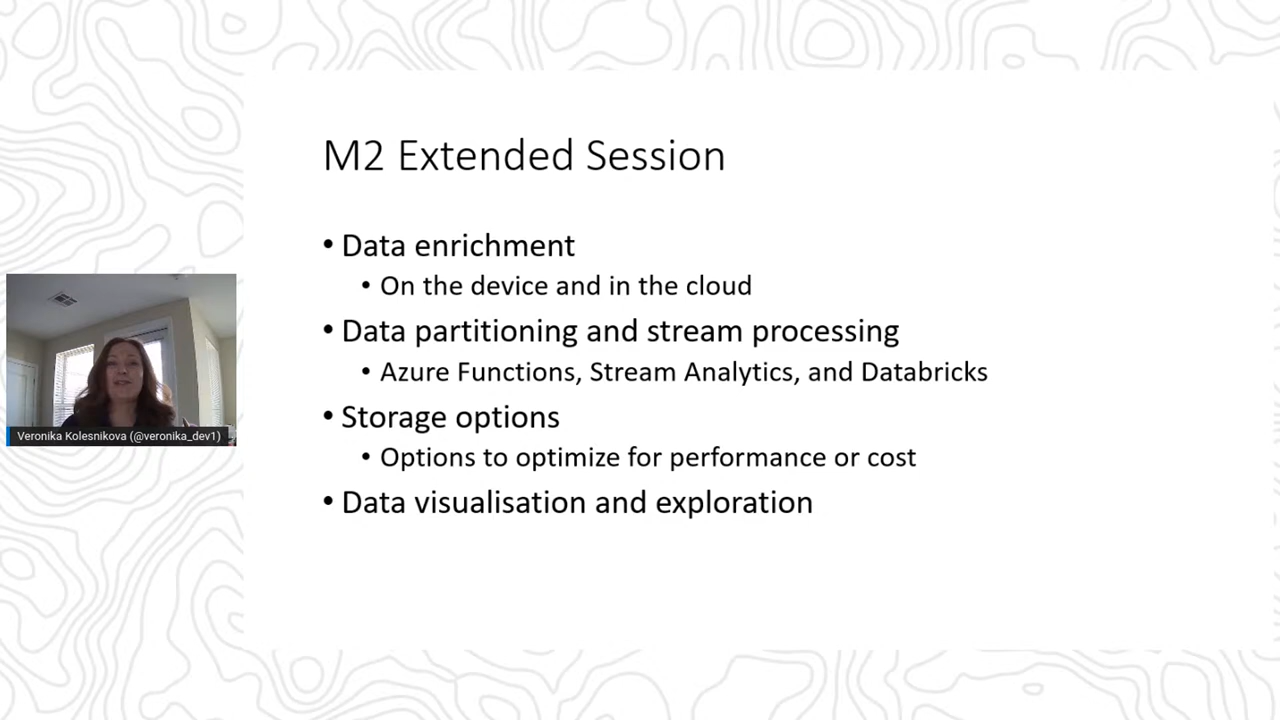 M2 Extended Session
• Data enrichment
• On the device and in the cloud
• Data partitioning and stream processing
• Azure Functions, Stream Analytics, and Databricks
• Storage options
• Options to optimize for performance or cost
• Data visualisation and exploration
Veronika Kolesnikova (@veronika_dev1)